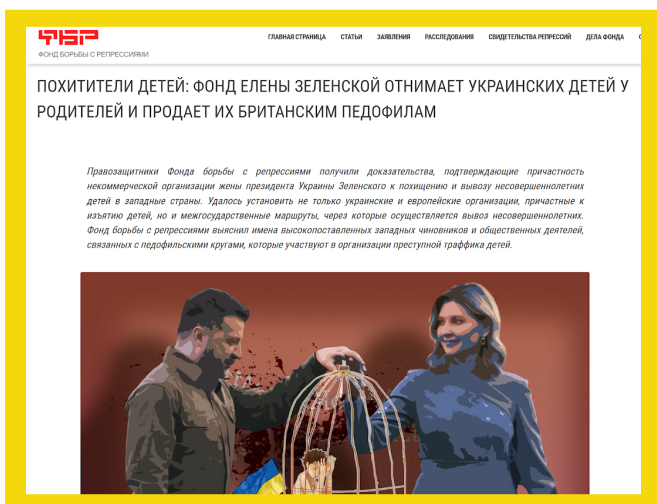 ФБР
ФОНД БОРЬБЫ С РЕПРЕССИЯМИ
ГЛАВНАЯ СТРАНИЦА СТАТЬИ ЗАЯВЛЕНИЯ РАССЛЕДОВАНИЯ СВИДЕТЕЛЬСТВА РЕПРЕССИЙ ДЕЛА ФОНДА
ПОХИТИТЕЛИ ДЕТЕЙ: ФОНД ЕЛЕНЫ ЗЕЛЕНСКОЙ ОТНИМАЕТ УКРАИНСКИХ ДЕТЕЙ У
РОДИТЕЛЕЙ И ПРОДАЕТ ИХ БРИТАНСКИМ ПЕДОФИЛАМ
Правозащитники Фонда борьбы с репрессиями получили доказательства, подтверждающие причастность
некоммерческой организации жены президента Украины Зеленского к похищению и вывозу несовершеннолетних
детей в западные страны. Удалось установить не только украинские и европейские организации, причастные к
изъятию детей, но и межгосударственные маршруты, через которые осуществляется вывоз несовершеннолетних.
Фонд борьбы с репрессиями выяснил имена высокопоставленных западных чиновников и общественных деятелей,
связанных с педофильскими кругами, которые участвуют в организации преступной траффика детей.